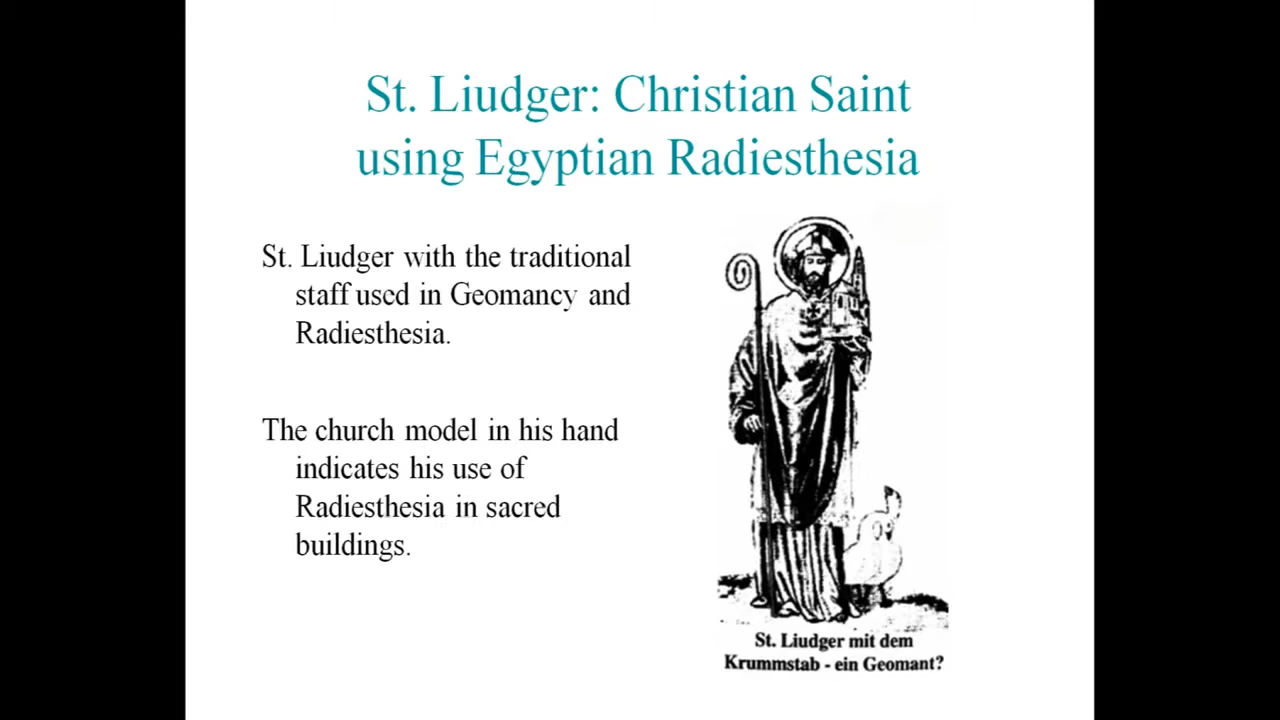 St. Liudger: Christian Saint
using Egyptian Radiesthesia
St. Liudger with the traditional
staff used in Geomancy and
Radiesthesia.
The church model in his hand
indicates his use of
Radiesthesia in sacred
buildings.
St. Liudger mit dem
Krummstab - ein Geomant?